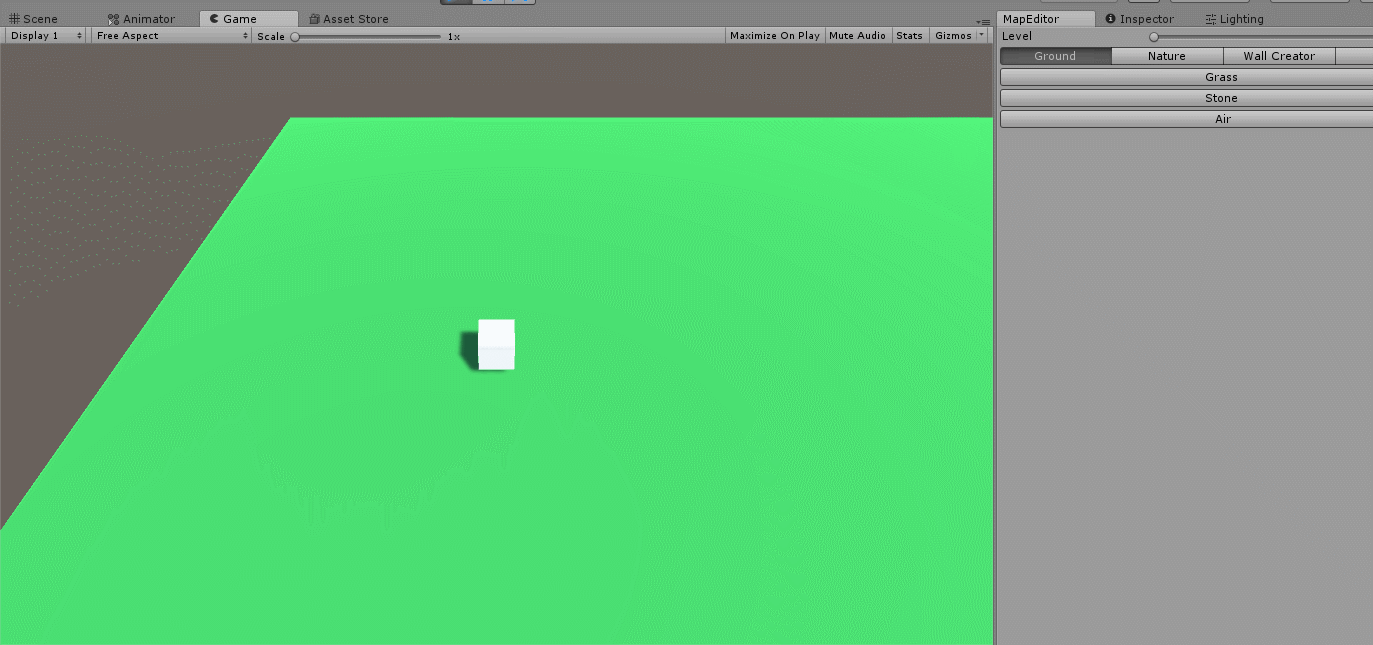 Scene Animator Game Asset Store
Display 1 Free Aspect Scale 1x Maximize On Play Mute Audio Stats Gizmos
MapEditor Inspector Lighting
Level
Ground Nature Wall Creator
Grass
Stone
Air